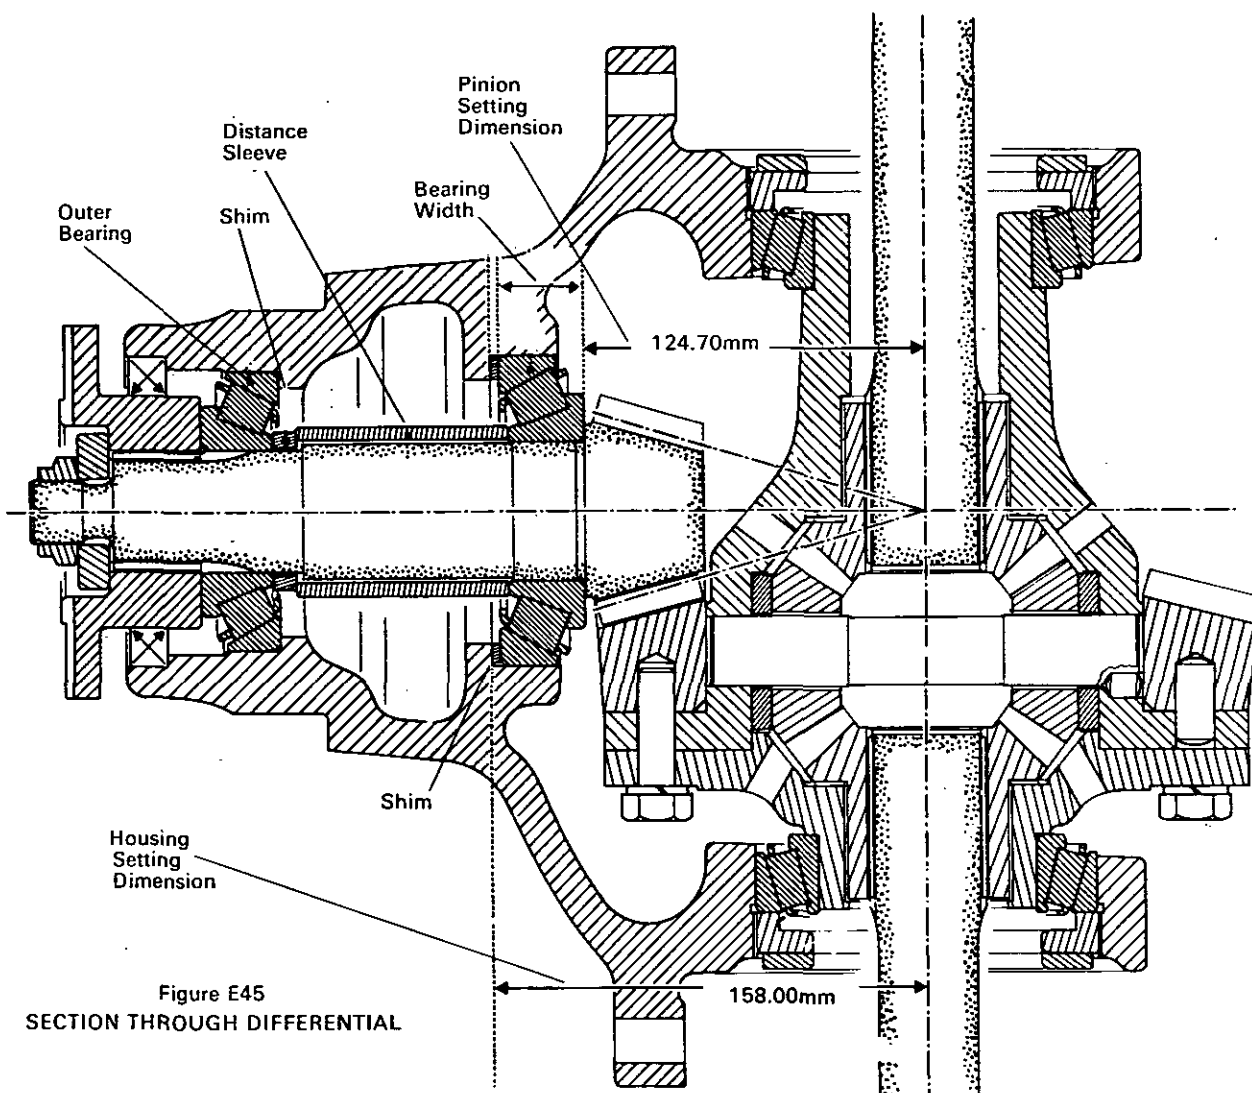 Pinion
Setting
Dimension
Distance
Sleeve
Bearing
Width
Outer
Bearing
Shim
124.70mm
Shim
Housing
Setting
Dimension
158.00mm
Figure E45
SECTION THROUGH DIFFERENTIAL